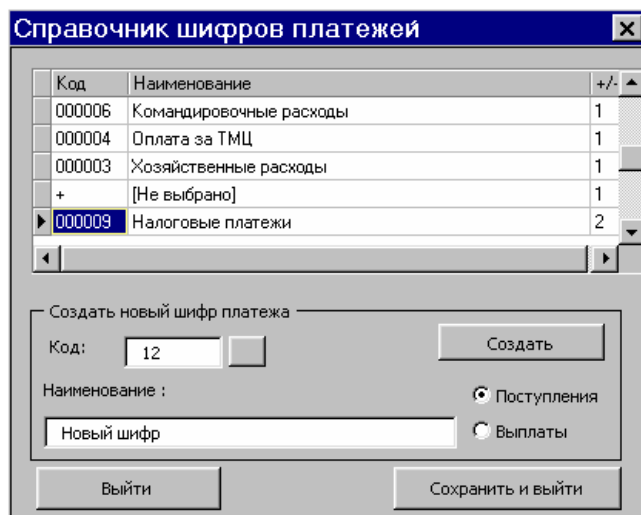 Справочник шифров платежей
Код Наименование +/-
000006 Командировочные расходы 1
000004 Оплата за ТМЦ 1
000003 Хозяйственные расходы 1
+ [Не выбрано] 1
000009 Налоговые платежи 2
Создать новый шифр платежа
Код: 12 Создать
Наименование :
Поступления
Новый шифр Выплаты
Выйти Сохранить и выйти